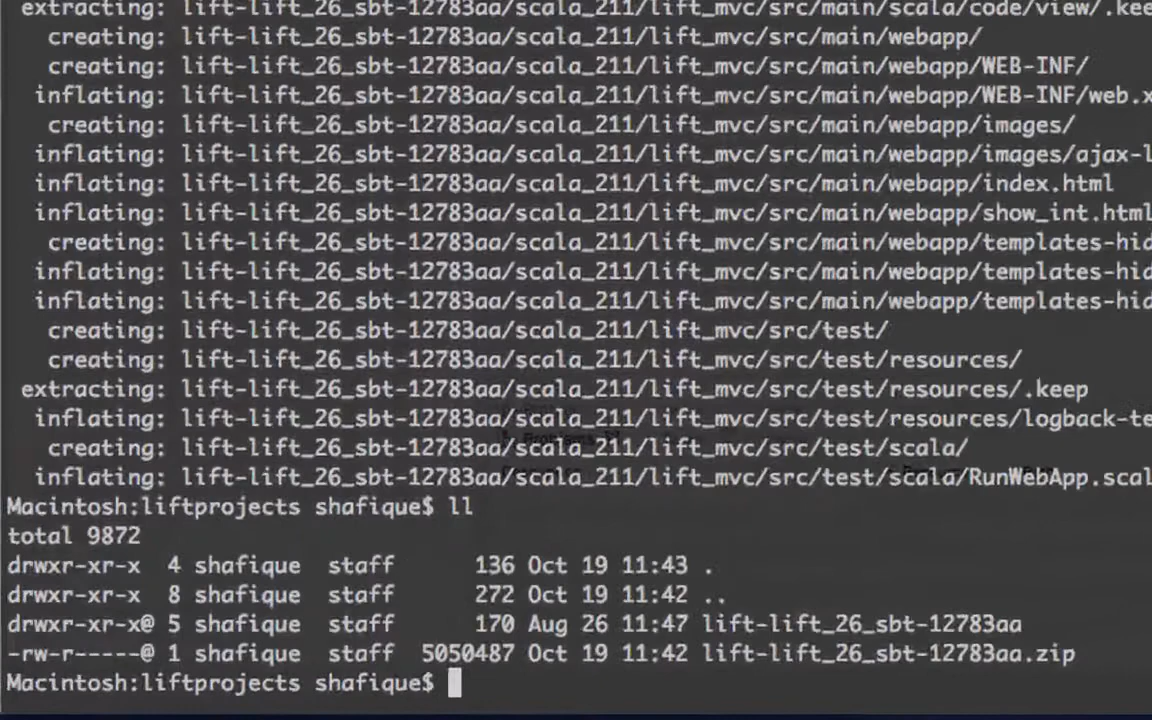 extracting: lift-lift_26_sbt-12783aa/scala_211/lift_mvc/src/main/scala/code/view/.kee
creating: lift-lift_26_sbt-12783aa/scala_211/lift_mvc/src/main/webapp/
creating: lift-lift_26_sbt-12783aa/scala_211/lift_mvc/src/main/webapp/WEB-INF/
inflating: lift-lift_26_sbt-12783aa/scala_211/lift_mvc/src/main/webapp/WEB-INF/web.x
creating: lift-lift_26_sbt-12783aa/scala_211/lift_mvc/src/main/webapp/images/
inflating: lift-lift_26_sbt-12783aa/scala_211/lift_mvc/src/main/webapp/images/ajax-l
inflating: lift-lift_26_sbt-12783aa/scala_211/lift_mvc/src/main/webapp/index.html
inflating: lift-lift_26_sbt-12783aa/scala_211/lift_mvc/src/main/webapp/show_int.html
creating: lift-lift_26_sbt-12783aa/scala_211/lift_mvc/src/main/webapp/templates-hid
inflating: lift-lift_26_sbt-12783aa/scala_211/lift_mvc/src/main/webapp/templates-hid
inflating: lift-lift_26_sbt-12783aa/scala_211/lift_mvc/src/main/webapp/templates-hid
creating: lift-lift_26_sbt-12783aa/scala_211/lift_mvc/src/test/
creating: lift-lift_26_sbt-12783aa/scala_211/lift_mvc/src/test/resources/
extracting: lift-lift_26_sbt-12783aa/scala_211/lift_mvc/src/test/resources/.keep
inflating: lift-lift_26_sbt-12783aa/scala_211/lift_mvc/src/test/resources/logback-te
creating: lift-lift_26_sbt-12783aa/scala_211/lift_mvc/src/test/scala/
inflating: lift-lift_26_sbt-12783aa/scala_211/lift_mvc/src/test/scala/RunWebApp.scal
Macintosh:liftprojects shafique$ ll
total 9872
drwxr-xr-x  4 shafique  staff      136 Oct 19 11:43 .
drwxr-xr-x  8 shafique  staff      272 Oct 19 11:42 ..
drwxr-xr-x@ 5 shafique  staff      170 Aug 26 11:47 lift-lift_26_sbt-12783aa
-rw-r-----@ 1 shafique  staff  5050487 Oct 19 11:42 lift-lift_26_sbt-12783aa.zip
Macintosh:liftprojects shafique$